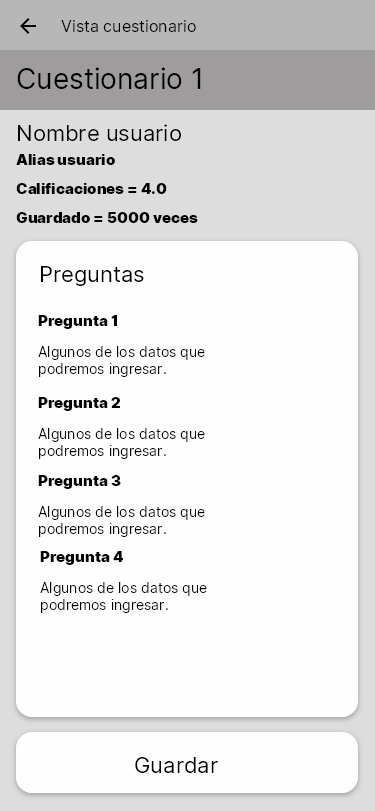 Vista cuestionario
Cuestionario 1
Nombre usuario
Alias usuario
Calificaciones = 4.0
Guardado = 5000 veces
Preguntas
Pregunta 1
Algunos de los datos que
podremos ingresar.
Pregunta 2
Algunos de los datos que
podremos ingresar.
Pregunta 3
Algunos de los datos que
podremos ingresar.
Pregunta 4
Algunos de los datos que
podremos ingresar.
Guardar